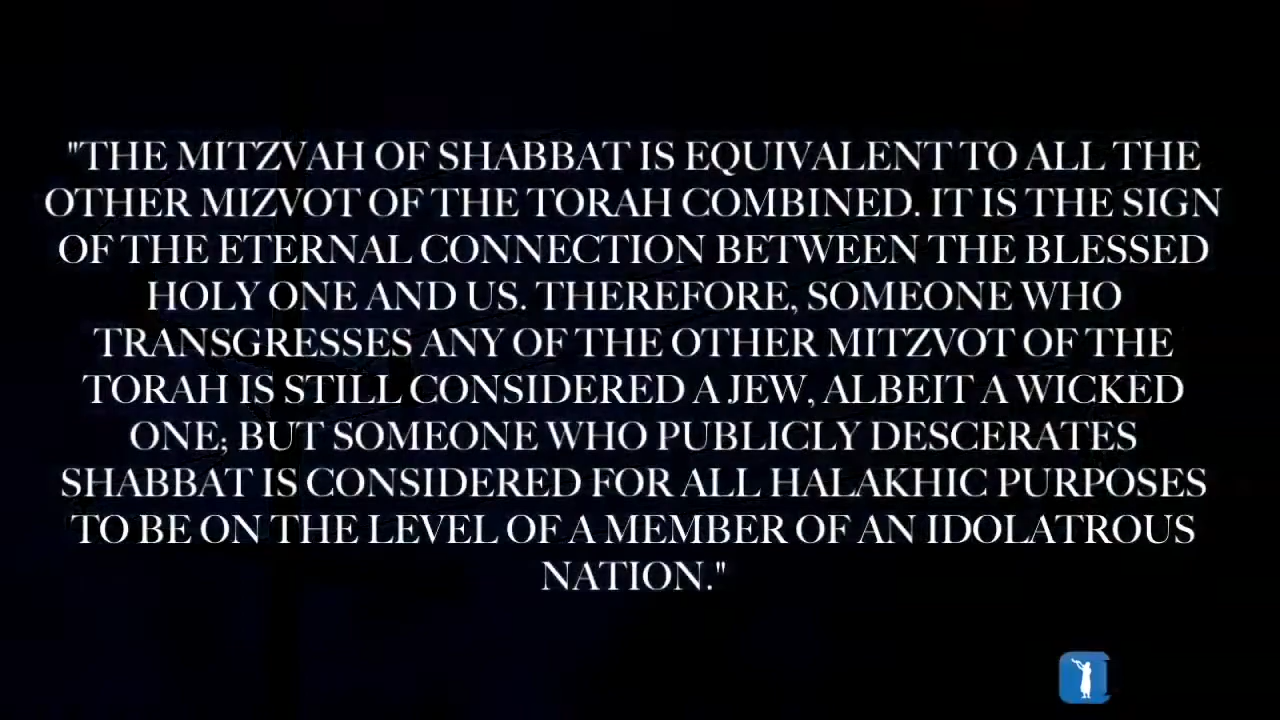 "THE MITZVAH OF SHABBAT IS EQUIVALENT TO ALL THE
OTHER MIZVOT OF THE TORAH COMBINED. IT IS THE SIGN
OF THE ETERNAL CONNECTION BETWEEN THE BLESSED
HOLY ONE AND US. THEREFORE, SOMEONE WHO
TRANSGRESSES ANY OF THE OTHER MITZVOT OF THE
TORAH IS STILL CONSIDERED A JEW, ALBEIT A WICKED
ONE; BUT SOMEONE WHO PUBLICLY DESCERATES
SHABBAT IS CONSIDERED FOR ALL HALAKHIC PURPOSES
TO BE ON THE LEVEL OF A MEMBER OF AN IDOLATROUS
NATION."